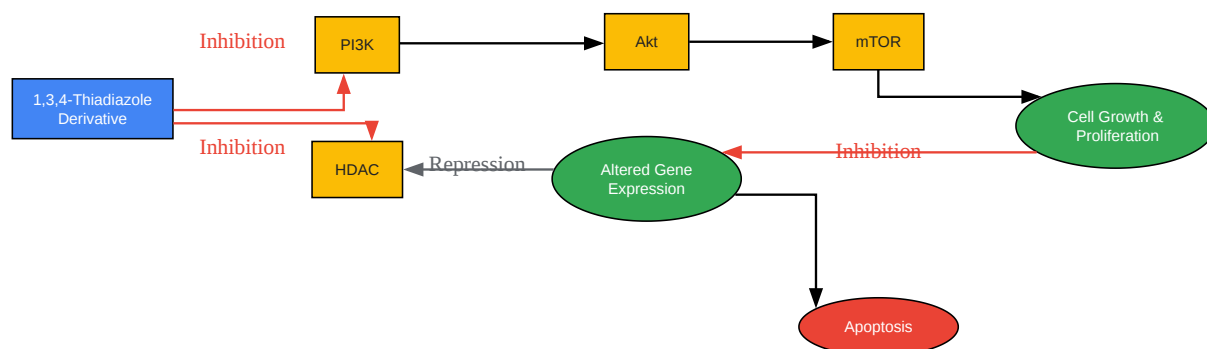 Inhibition
PI3K
Akt
mTOR
1,3,4-Thiadiazole
Derivative
Cell Growth &
Proliferation
Inhibition
HDAC
Repression
Altered Gene
Expression
Inhibition
Apoptosis